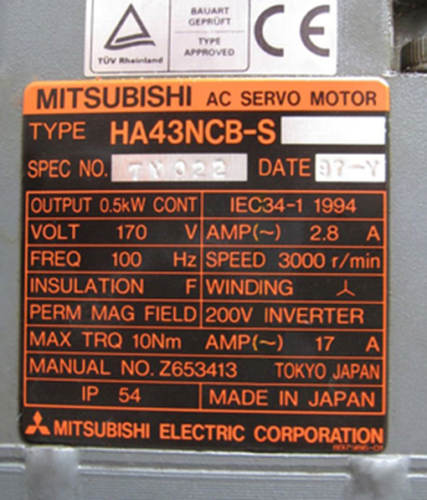 BAUART
GEPRÜFT
TYPE
APPROVED
TÜV Rheinland
CE
MITSUBISHI AC SERVO MOTOR
TYPE HA43NCB-S
SPEC NO. 7Y022 DATE 97-Y
OUTPUT 0.5kW CONT IEC34-1 1994
VOLT 170 V AMP(~) 2.8 A
FREQ 100 Hz SPEED 3000 r/min
INSULATION F WINDING
PERM MAG FIELD 200V INVERTER
MAX TRQ 10Nm AMP(~) 17 A
MANUAL NO. Z653413 TOKYO JAPAN
IP 54 MADE IN JAPAN
MITSUBISHI ELECTRIC CORPORATION